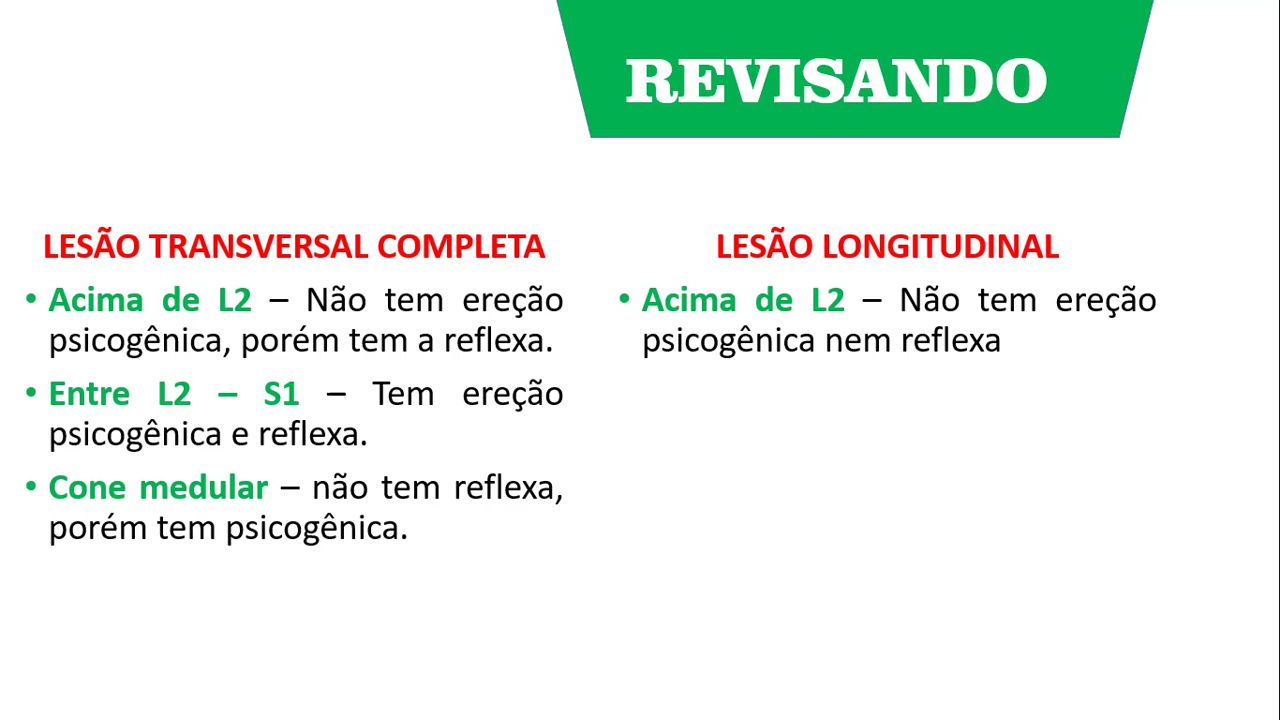 REVISANDO
LESÃO TRANSVERSAL COMPLETA
• Acima de L2 – Não tem ereção
psicogênica, porém tem a reflexa.
• Entre L2 – S1 – Tem ereção
psicogênica e reflexa.
• Cone medular – não tem reflexa,
porém tem psicogênica.
LESÃO LONGITUDINAL
• Acima de L2 – Não tem ereção
psicogênica nem reflexa